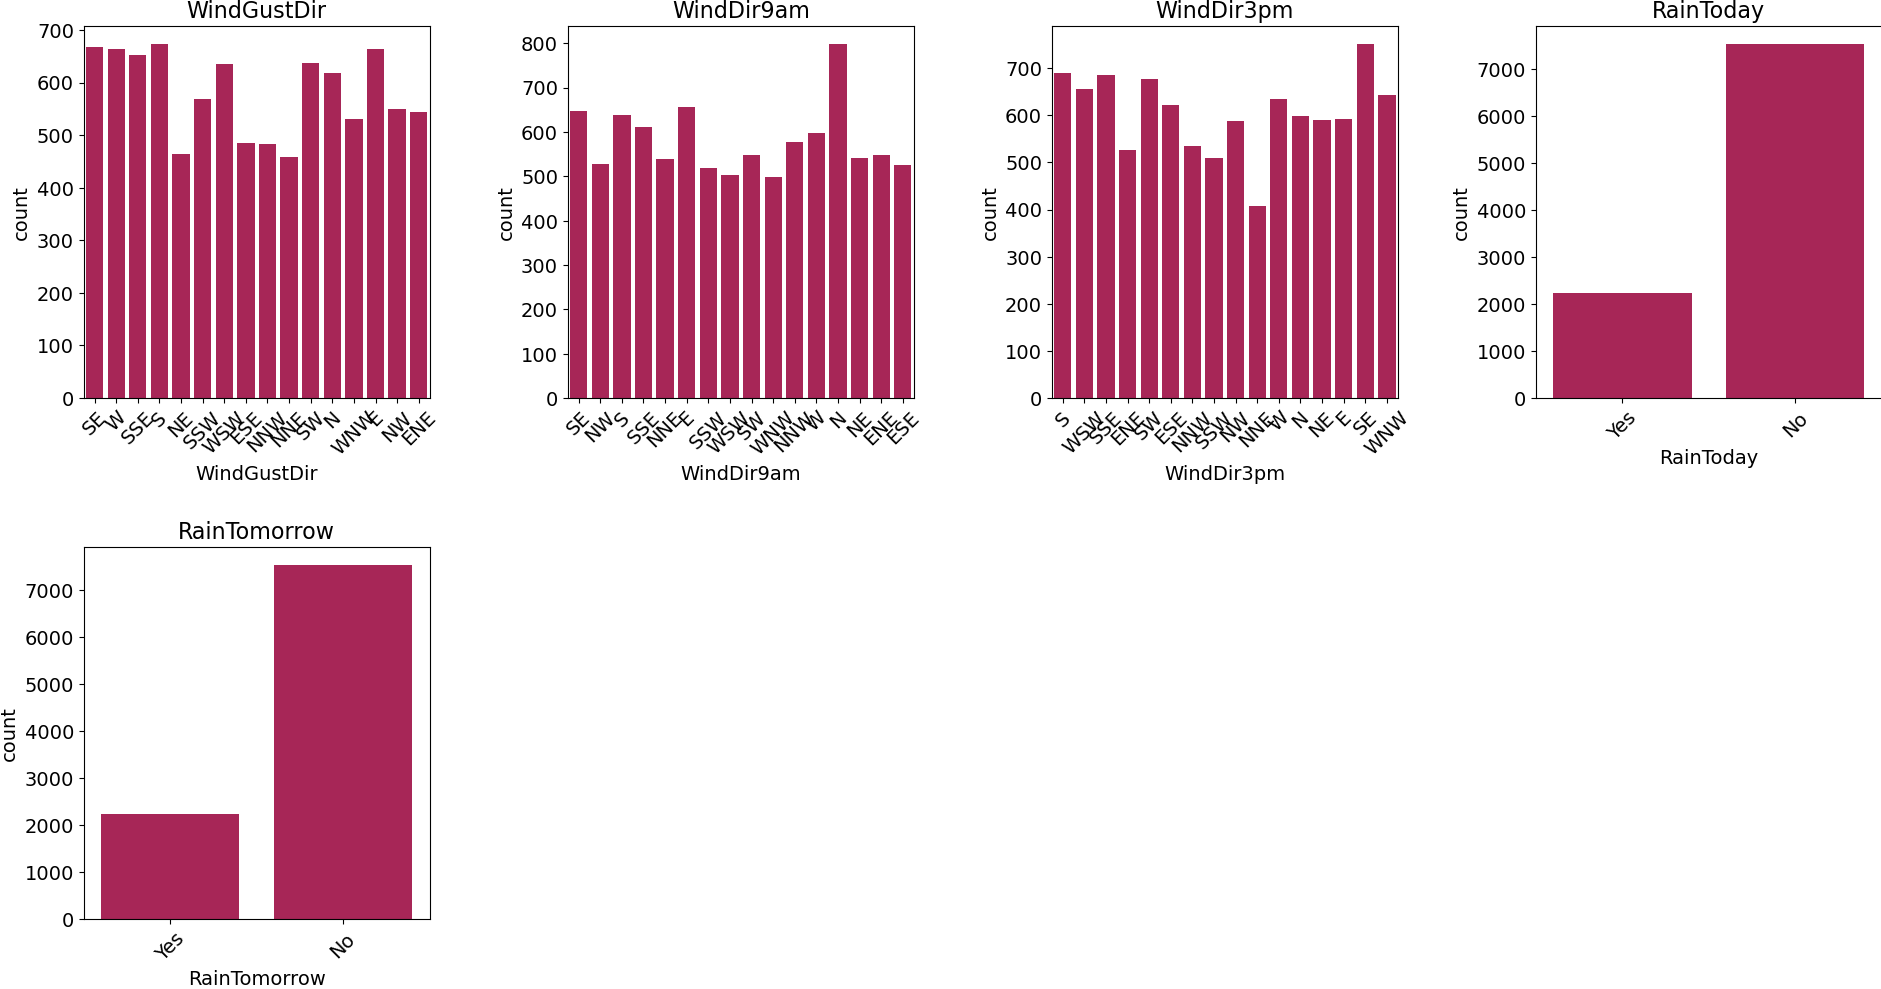 WindGustDir
700
600
500
400
300
200
100
0
count
SE W SSE S NE SSW WSW ESE NNW NNE SW N WNW E NW ENE
WindGustDir
WindDir9am
800
700
600
500
400
300
200
100
0
count
SE NW S SSE NNE E SSW WSW SW WNW NNW W N NE ENE ESE
WindDir9am
WindDir3pm
700
600
500
400
300
200
100
0
count
S WSW SSE ENE SW ESE NNW SSW NW NNE W N NE E SE WNW
WindDir3pm
RainToday
7000
6000
5000
4000
3000
2000
1000
0
count
Yes No
RainToday
RainTomorrow
7000
6000
5000
4000
3000
2000
1000
0
count
Yes No
RainTomorrow